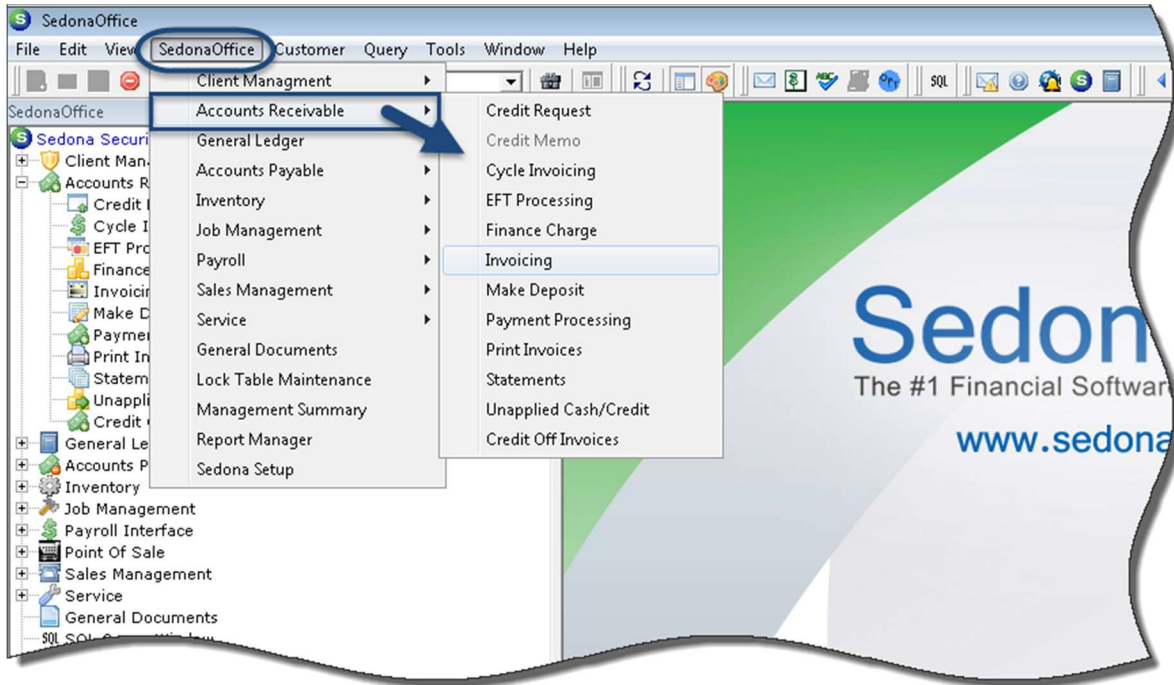 SedonaOffice
File Edit View SedonaOffice Customer Query Tools Window Help
SQL
SedonaOffice
Sedona Securi
Client Man
Accounts R
Credit
Cycle I
EFT Pro
Finance
Invoicin
Make D
Paymen
Print In
Statem
Unappli
Credit
General Le
Accounts P
Inventory
Job Management
Payroll Interface
Point Of Sale
Sales Management
Service
General Documents
SQL
Client Managment
Accounts Receivable
General Ledger
Accounts Payable
Inventory
Job Management
Payroll
Sales Management
Service
General Documents
Lock Table Maintenance
Management Summary
Report Manager
Sedona Setup
Credit Request
Credit Memo
Cycle Invoicing
EFT Processing
Finance Charge
Invoicing
Make Deposit
Payment Processing
Print Invoices
Statements
Unapplied Cash/Credit
Credit Off Invoices
Sedon
The #1 Financial Softwar
www.sedona